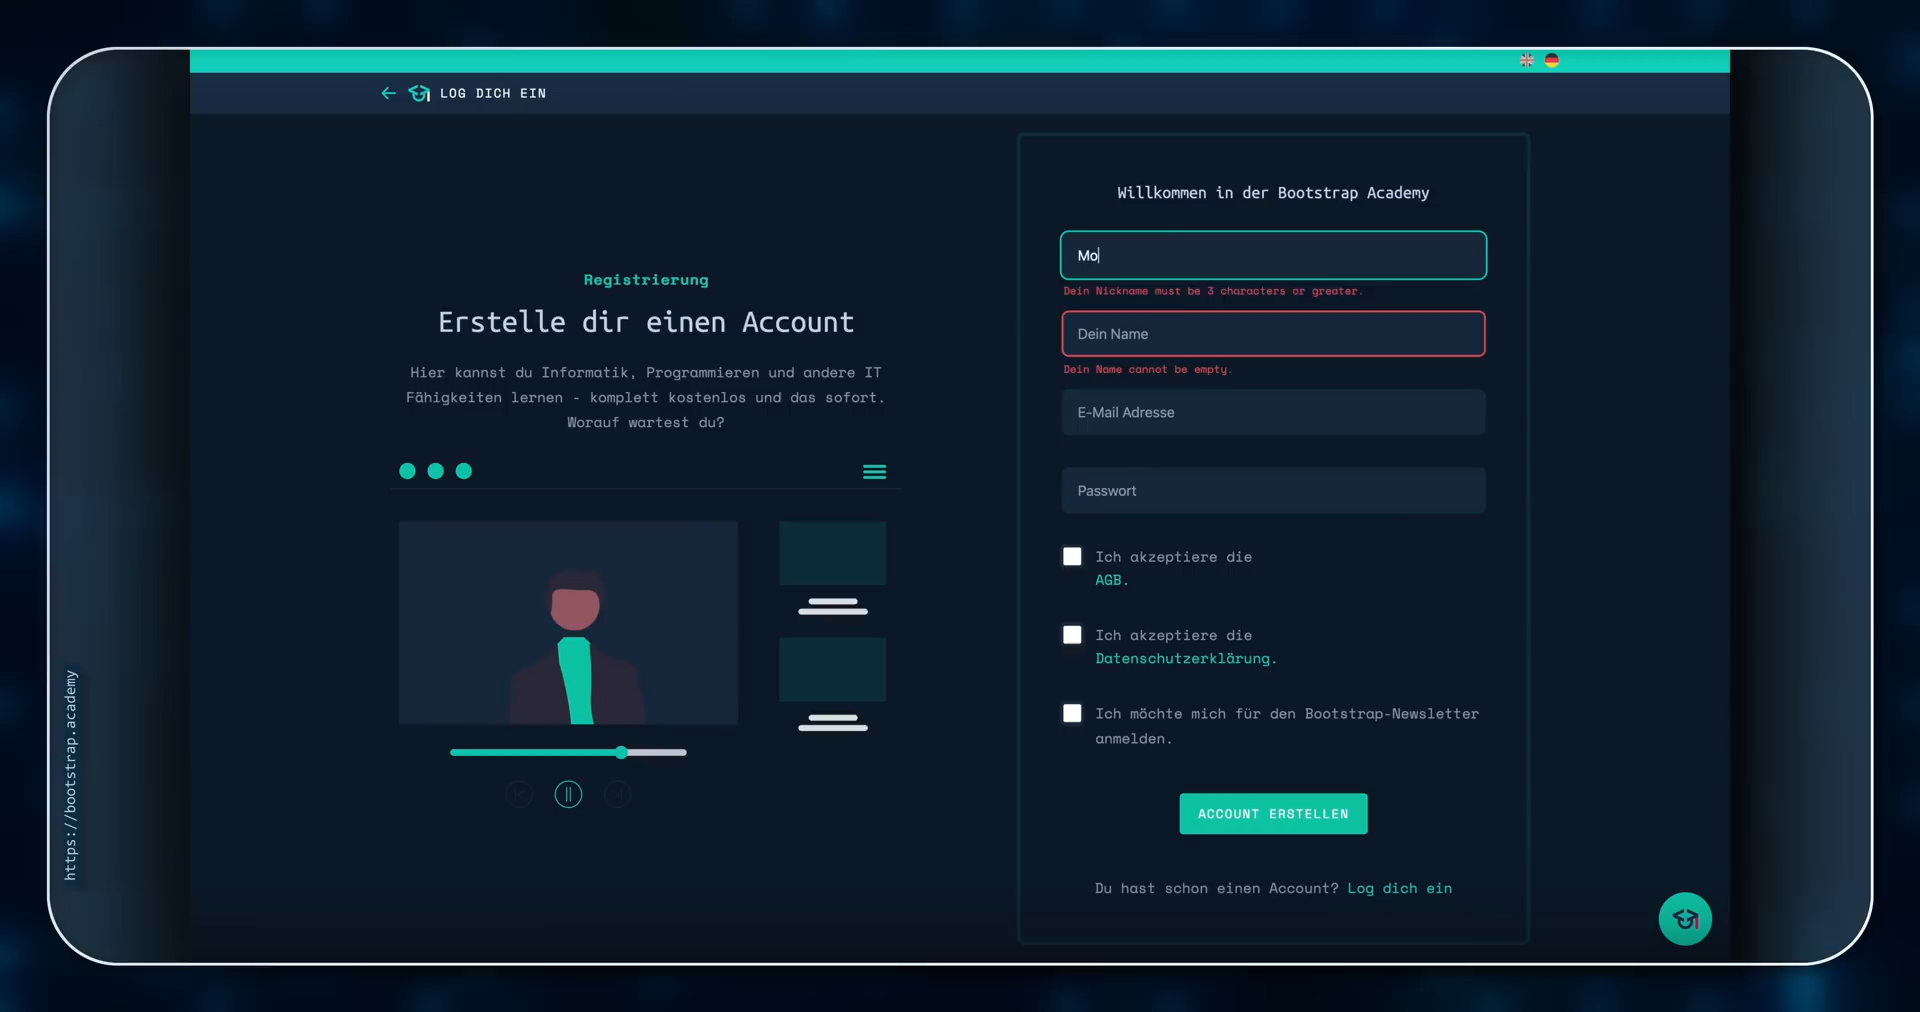 LOG DICH EIN
Registrierung
Erstelle dir einen Account
Hier kannst du Informatik, Programmieren und andere IT
Fähigkeiten lernen - komplett kostenlos und das sofort.
Worauf wartest du?
Willkommen in der Bootstrap Academy
Mo
Dein Nickname must be 3 characters or greater.
Dein Name
Dein Name cannot be empty.
E-Mail Adresse
Passwort
Ich akzeptiere die
AGB.
Ich akzeptiere die
Datenschutzerklärung.
Ich möchte mich für den Bootstrap-Newsletter
anmelden.
ACCOUNT ERSTELLEN
Du hast schon einen Account? Log dich ein
https://bootstrap.academy